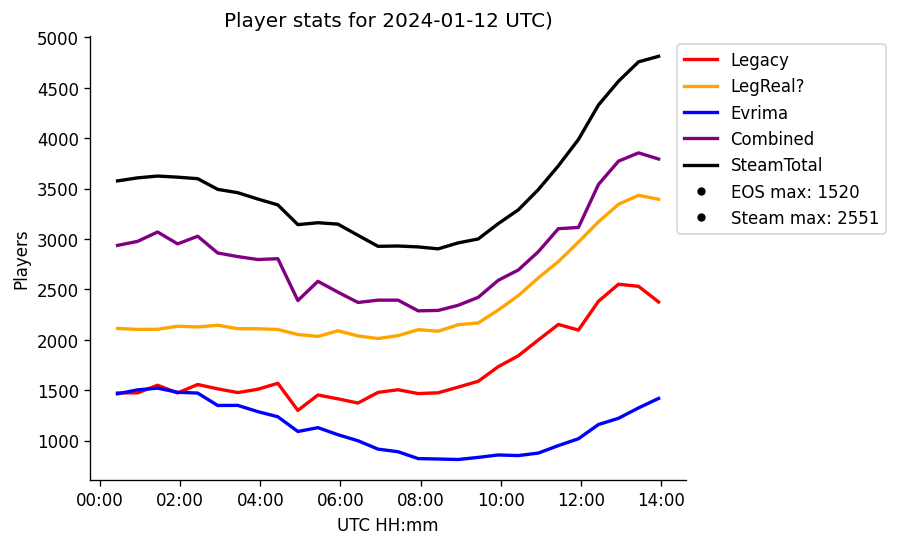 Player stats for 2024-01-12 UTC)
5000
4500
4000
3500
3000
2500
2000
1500
1000
Players
00:00 02:00 04:00 06:00 08:00 10:00 12:00 14:00
UTC HH:mm
Legacy
LegReal?
Evrima
Combined
SteamTotal
EOS max: 1520
Steam max: 2551